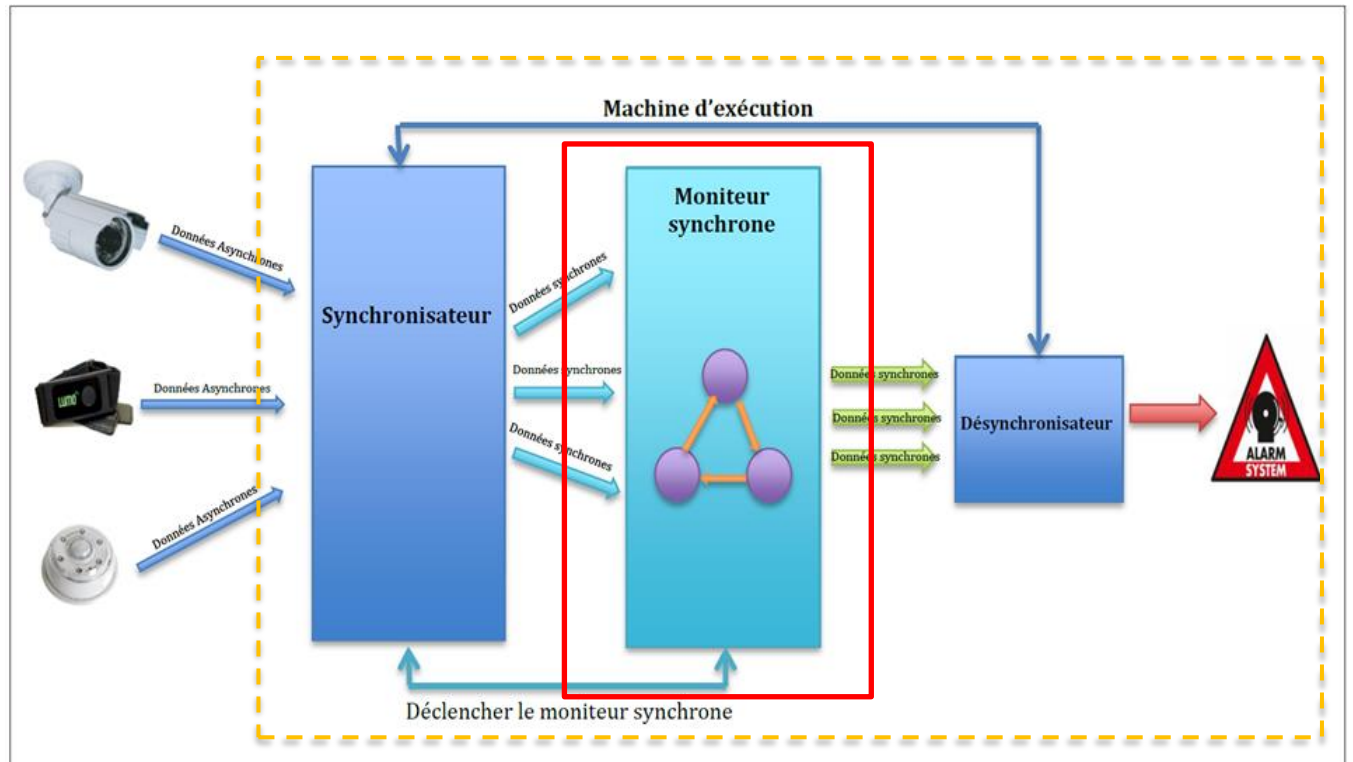 Machine d'exécution
Données Asynchrones
Données Asynchrones
Données Asynchrones
Synchronisateur
Données synchrones
Données synchrones
Données synchrones
Moniteur
synchrone
Données synchrones
Données synchrones
Données synchrones
Désynchronisateur
ALARM
SYSTEM
Déclencher le moniteur synchrone